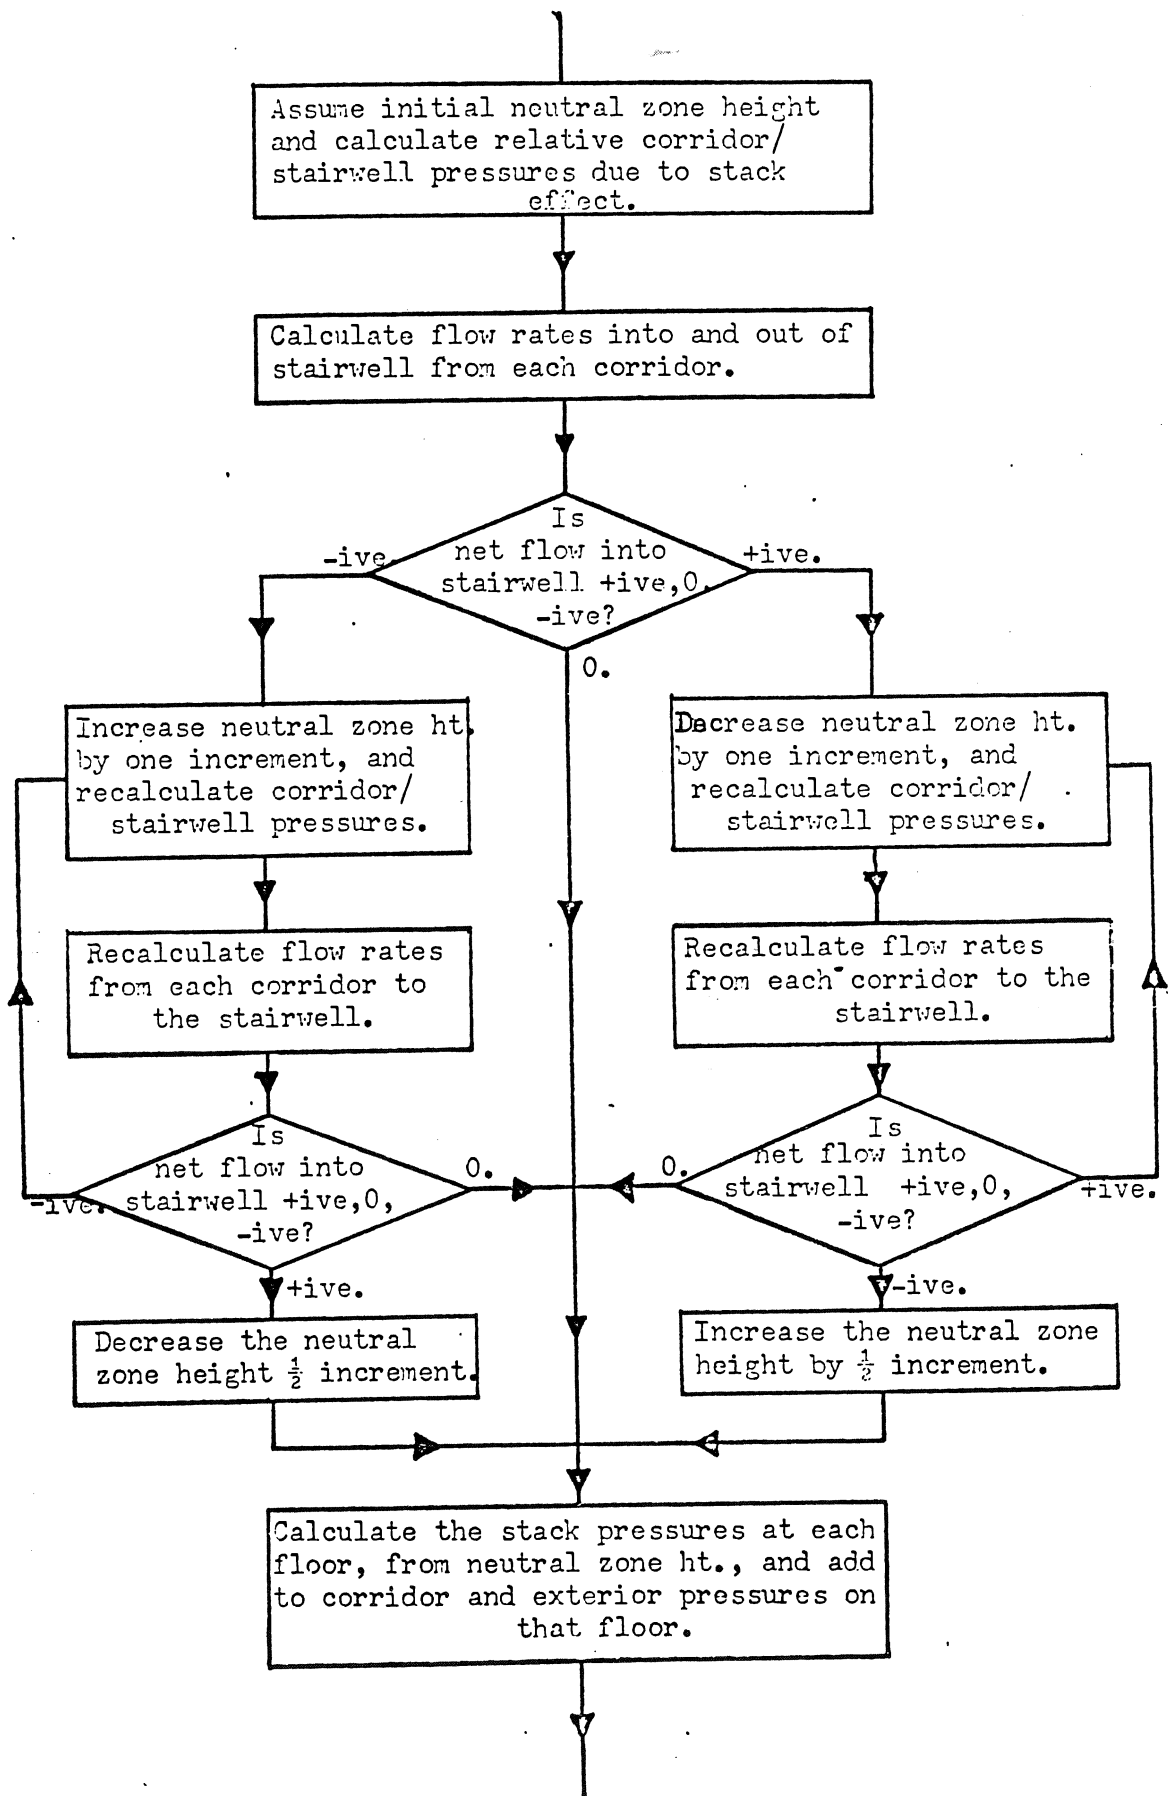 Assume initial neutral zone height
and calculate relative corridor/
stairwell pressures due to stack
effect.
Calculate flow rates into and out of
stairwell from each corridor.
Is
net flow into
stairwell +ive,0.
-ive?
-ive.
+ive.
0.
Increase neutral zone ht.
by one increment, and
recalculate corridor/
stairwell pressures.
Decrease neutral zone ht.
by one increment, and
recalculate corridor/
stairwell pressures.
Recalculate flow rates
from each corridor to
the stairwell.
Recalculate flow rates
from each corridor to the
stairwell.
Is
net flow into
stairwell +ive,0,
-ive?
-ive.
0.
+ive.
Is
net flow into
stairwell +ive,0,
-ive?
0.
+ive.
-ive.
Decrease the neutral
zone height ½ increment.
Increase the neutral zone
height by ½ increment.
Calculate the stack pressures at each
floor, from neutral zone ht., and add
to corridor and exterior pressures on
that floor.